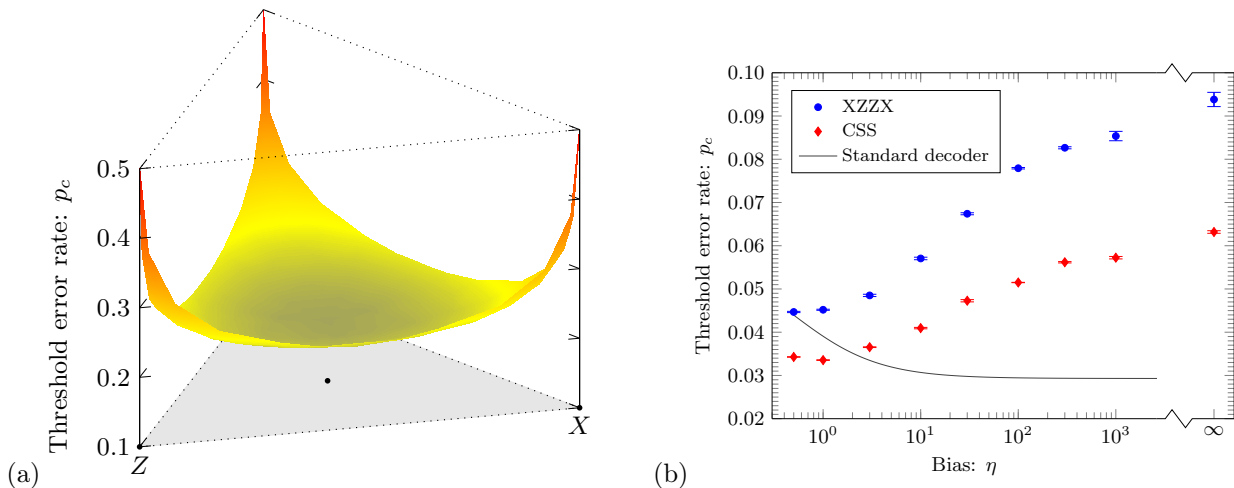 0.5
0.4
0.3
0.2
0.1
Threshold error rate: p_c
Z
X
(a)
0.10
0.09
0.08
0.07
0.06
0.05
0.04
0.03
0.02
Threshold error rate: p_c
XZZX
CSS
Standard decoder
10^0
10^1
10^2
10^3
∞
Bias: η
(b)